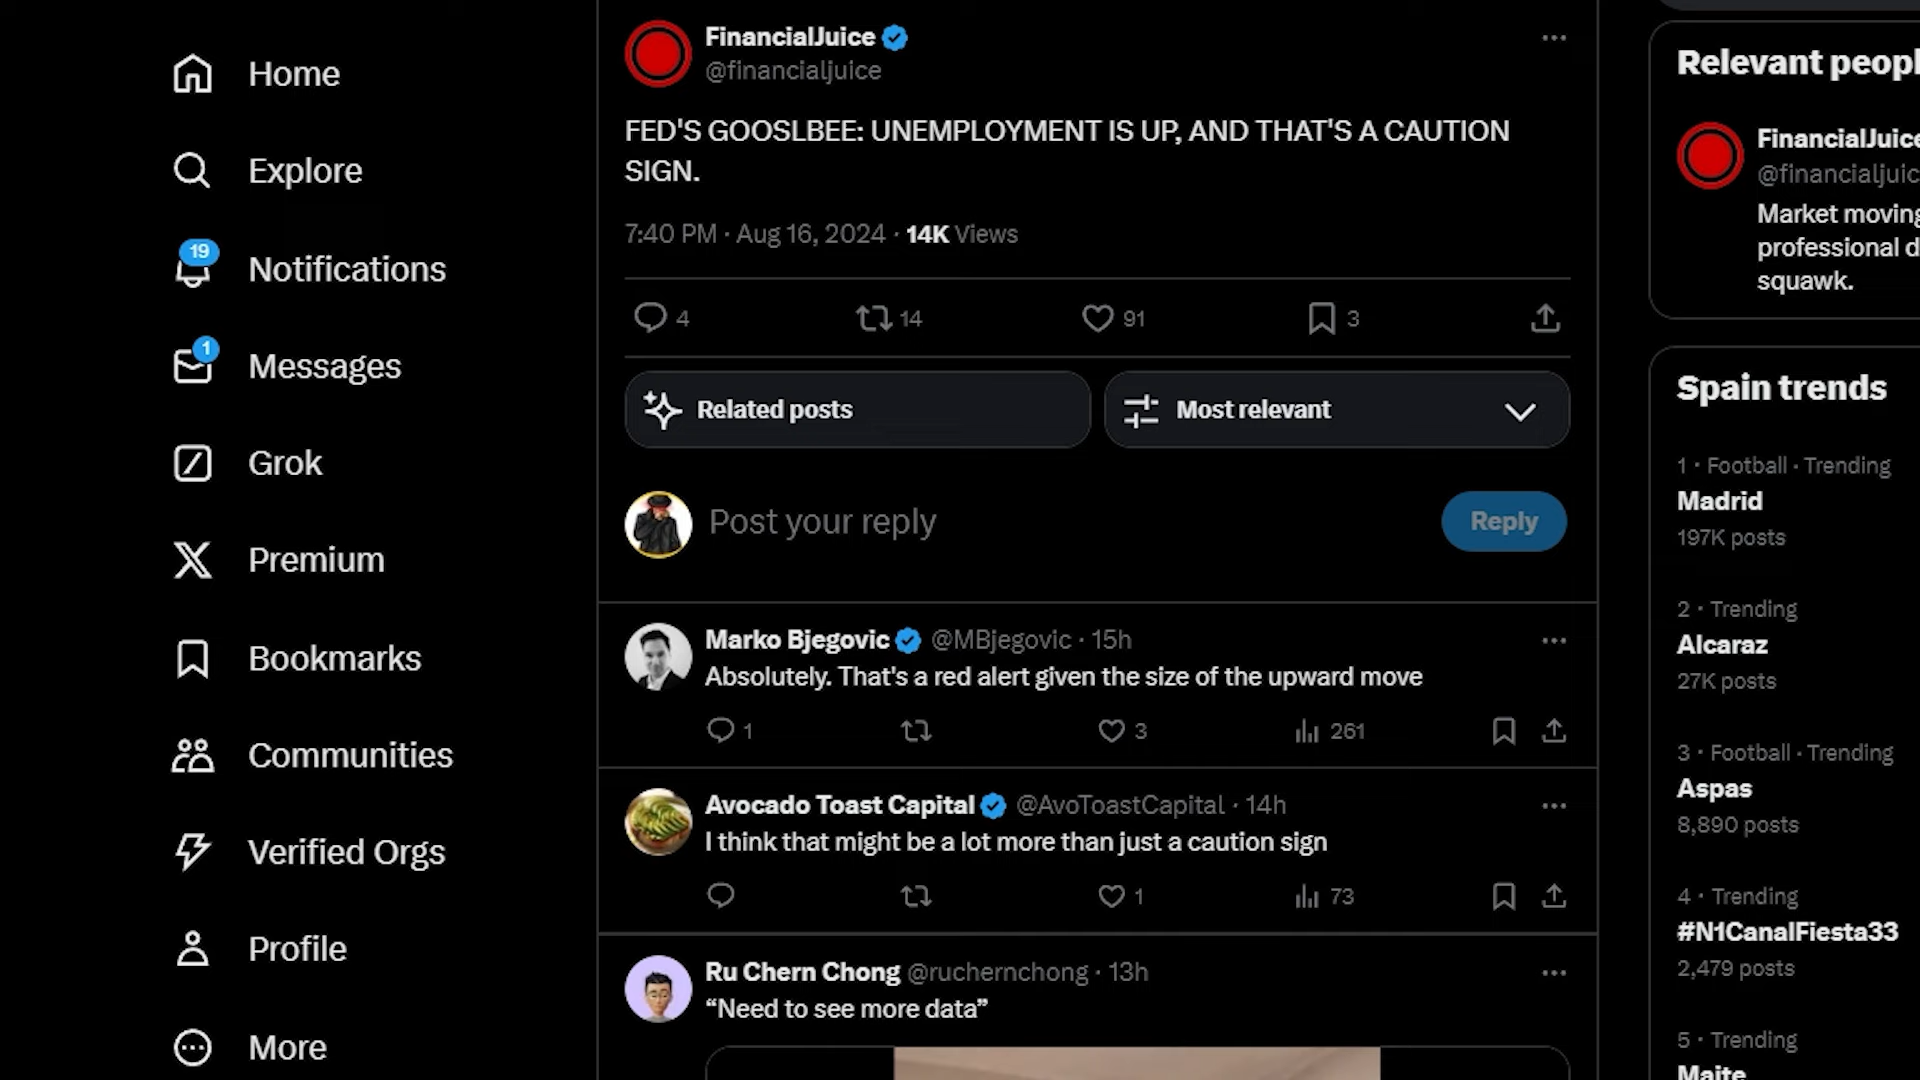 Home
Explore
19
Notifications
1
Messages
Grok
Premium
Bookmarks
Communities
Verified Orgs
Profile
More
FinancialJuice
@financialjuice
FED'S GOOSLBEE: UNEMPLOYMENT IS UP, AND THAT'S A CAUTION
SIGN.
7:40 PM · Aug 16, 2024 · 14K Views
4 14 91 3
Related posts
Most relevant
Post your reply
Reply
Marko Bjegovic @MBjegovic · 15h
Absolutely. That's a red alert given the size of the upward move
1 3 261
Avocado Toast Capital @AvoToastCapital · 14h
I think that might be a lot more than just a caution sign
1 73
Ru Chern Chong @ruchernchong · 13h
“Need to see more data”
Relevant peopl
FinancialJuice
@financialjuic
Market moving
professional d
squawk.
Spain trends
1 · Football · Trending
Madrid
197K posts
2 · Trending
Alcaraz
27K posts
3 · Football · Trending
Aspas
8,890 posts
4 · Trending
#N1CanalFiesta33
2,479 posts
5 · Trending
Maite